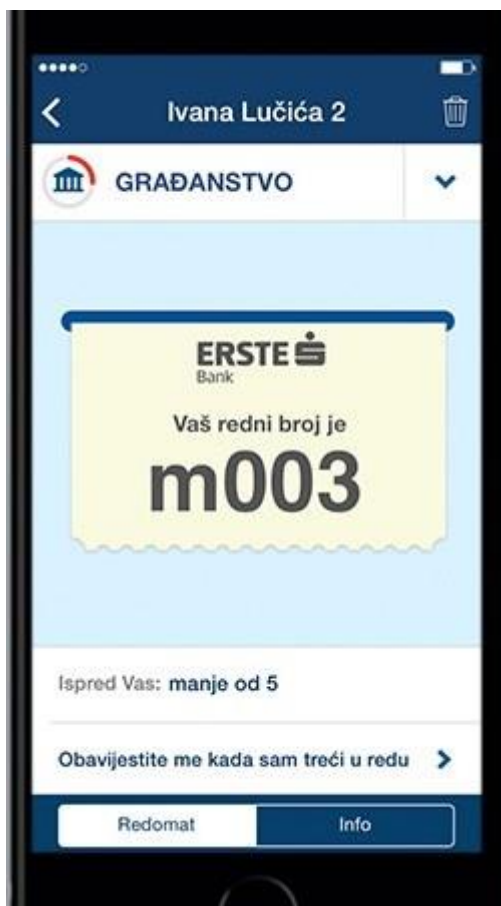 Ivana Lučića 2
GRAĐANSTVO
ERSTE
Bank
Vaš redni broj je
m003
Ispred Vas: manje od 5
Obavijestite me kada sam treći u redu
Redomat
Info